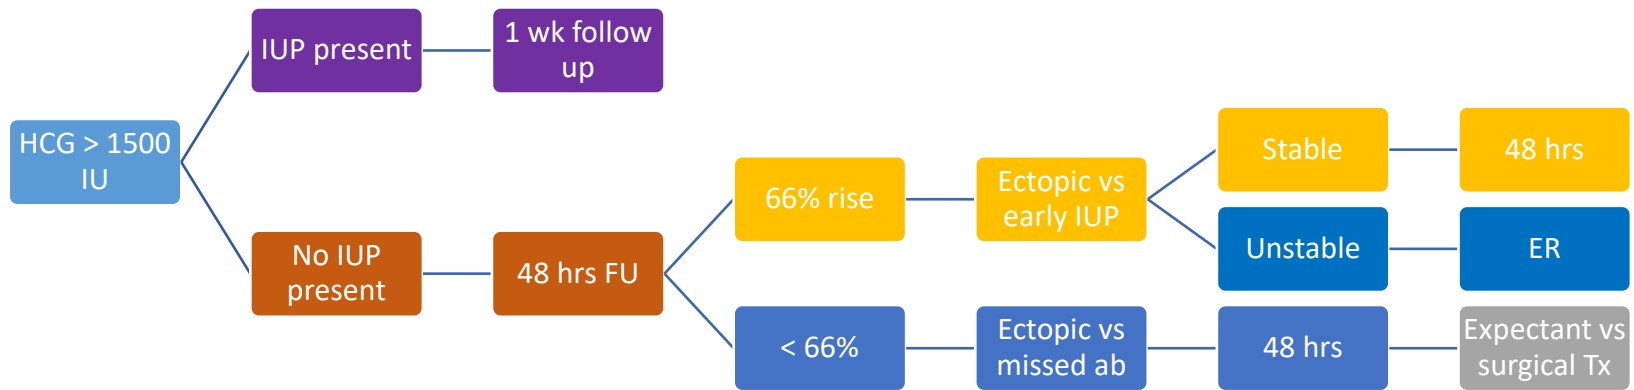 HCG > 1500
IU
IUP present
1 wk follow
up
No IUP
present
48 hrs FU
66% rise
Ectopic vs
early IUP
Stable
48 hrs
Unstable
ER
< 66%
Ectopic vs
missed ab
48 hrs
Expectant vs
surgical Tx